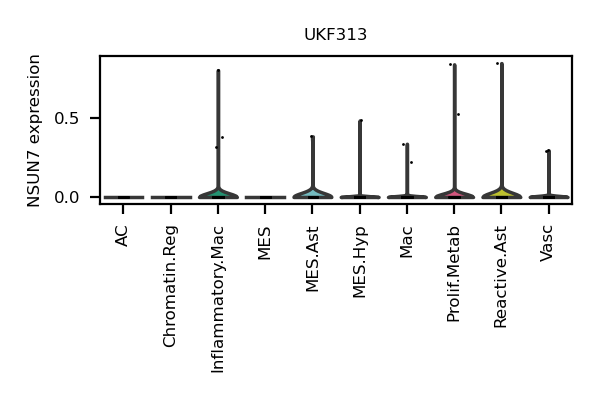 UKF313
NSUN7 expression
0.5
0.0
AC
Chromatin.Reg
Inflammatory.Mac
MES
MES.Ast
MES.Hyp
Mac
Prolif.Metab
Reactive.Ast
Vasc